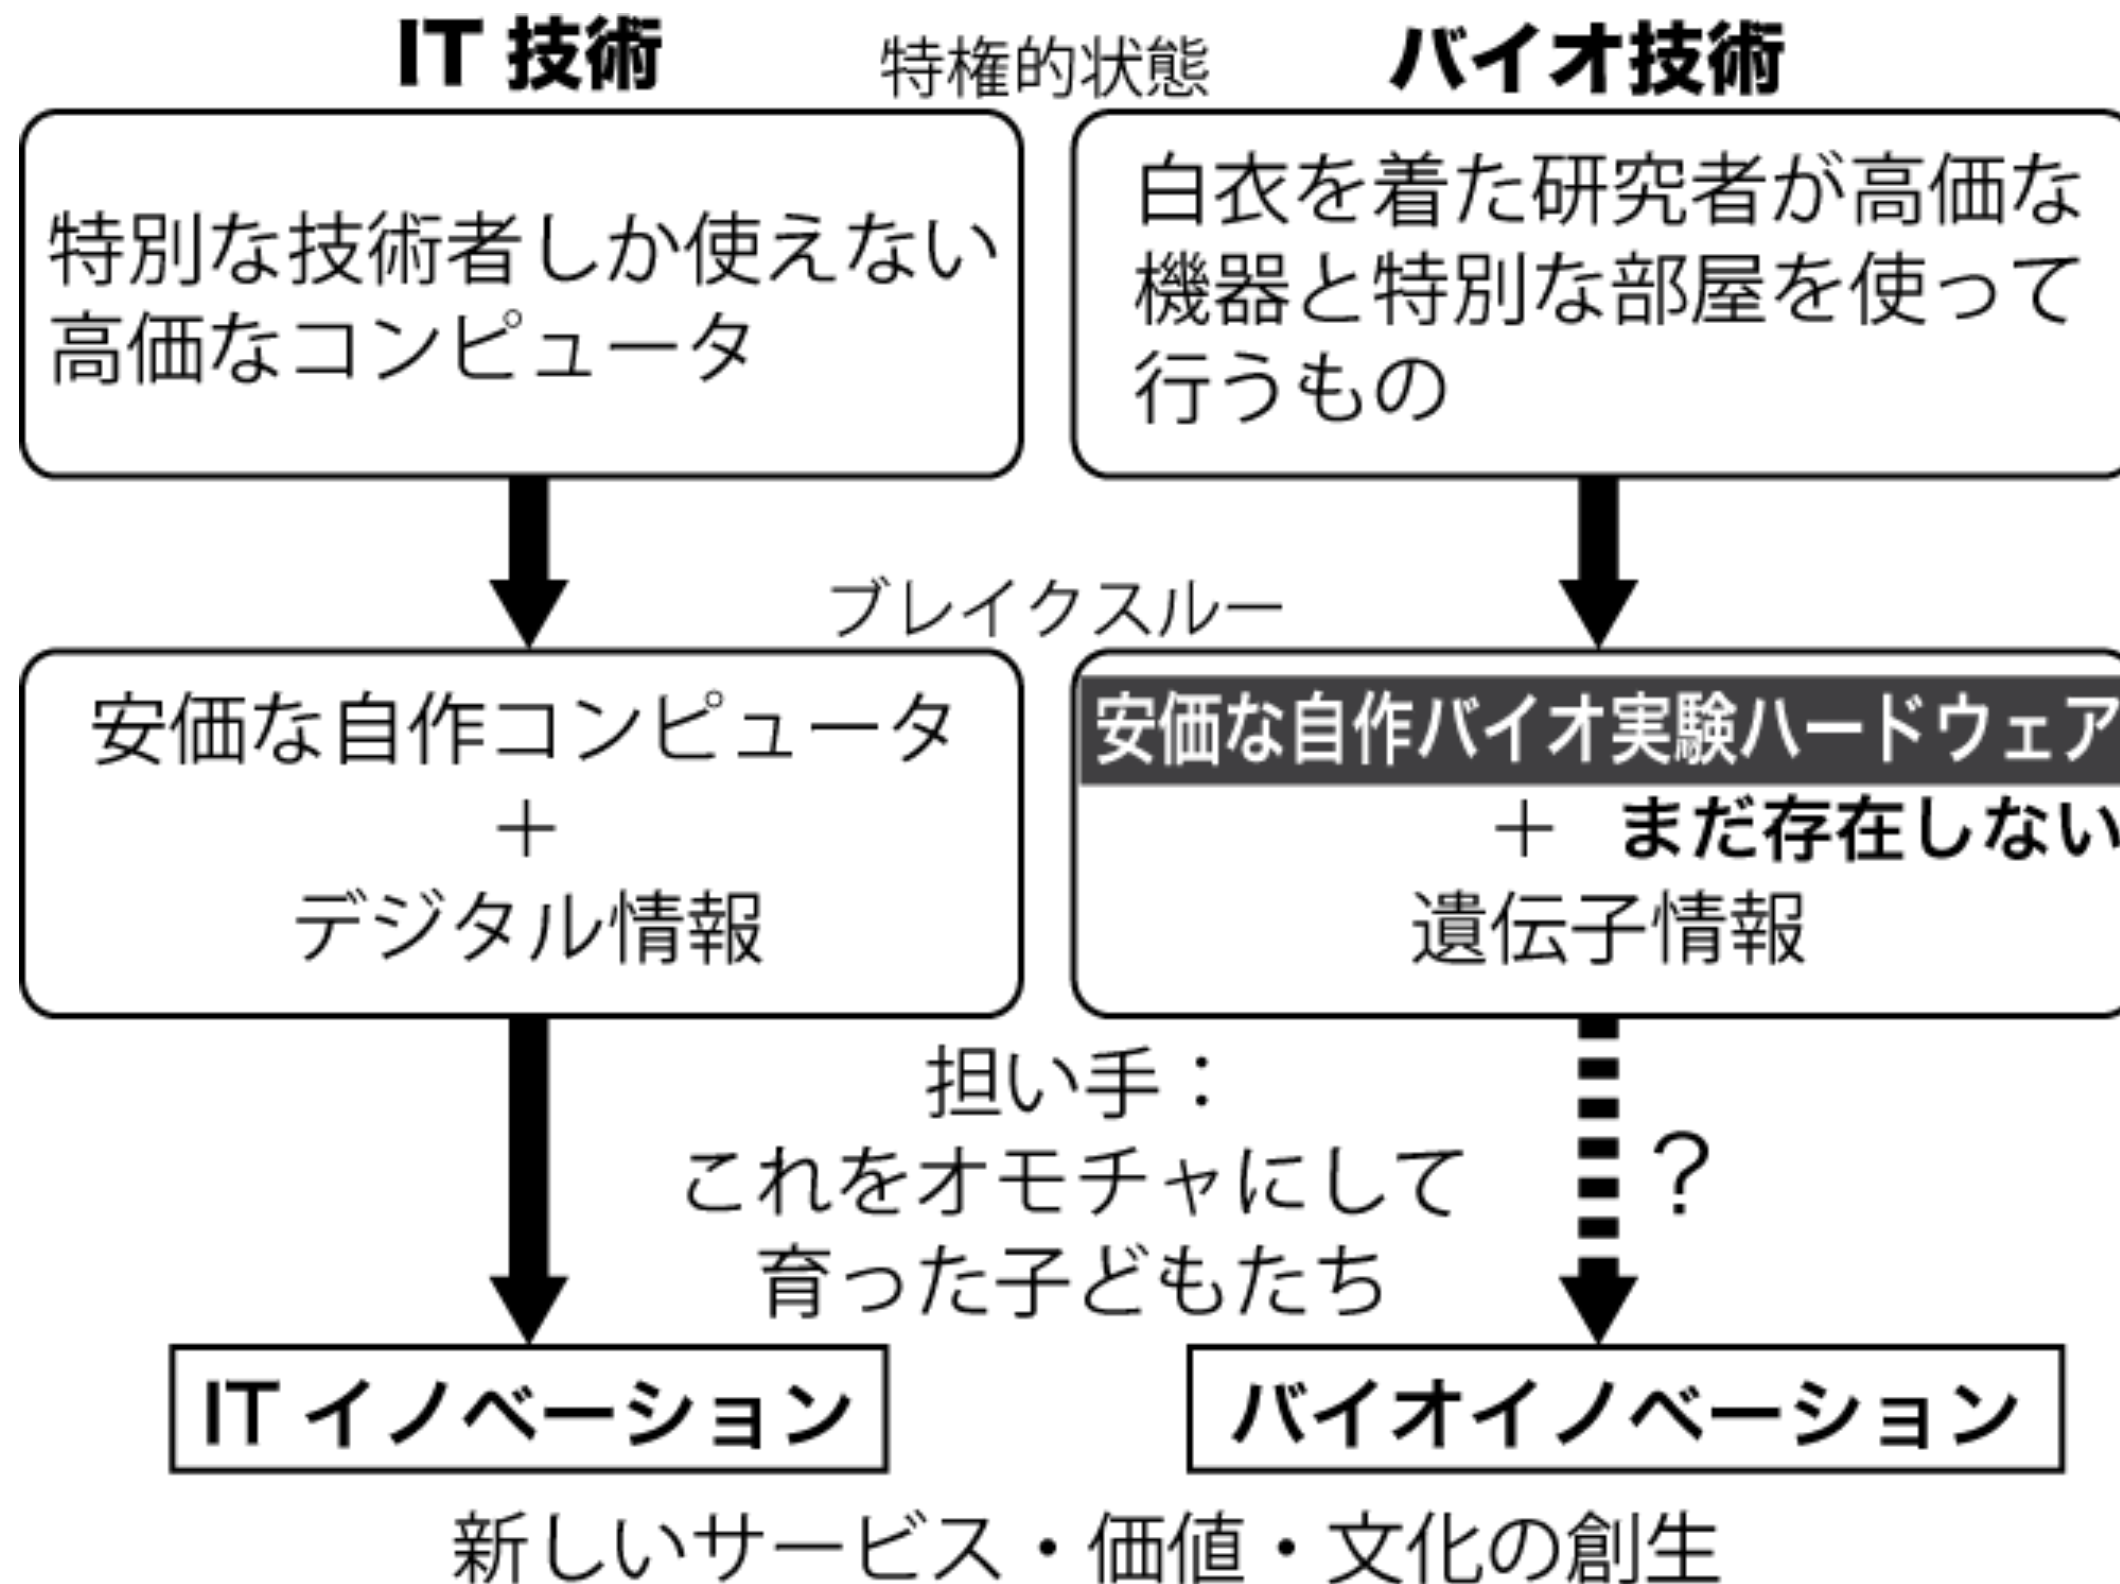 IT 技術
特権的状態
バイオ技術
特別な技術者しか使えない
高価なコンピュータ
白衣を着た研究者が高価な
機器と特別な部屋を使って
行うもの
ブレイクスルー
安価な自作コンピュータ
＋
デジタル情報
安価な自作バイオ実験ハードウェア
＋ まだ存在しない
遺伝子情報
担い手：
これをオモチャにして
育った子どもたち
？
IT イノベーション
バイオイノベーション
新しいサービス・価値・文化の創生